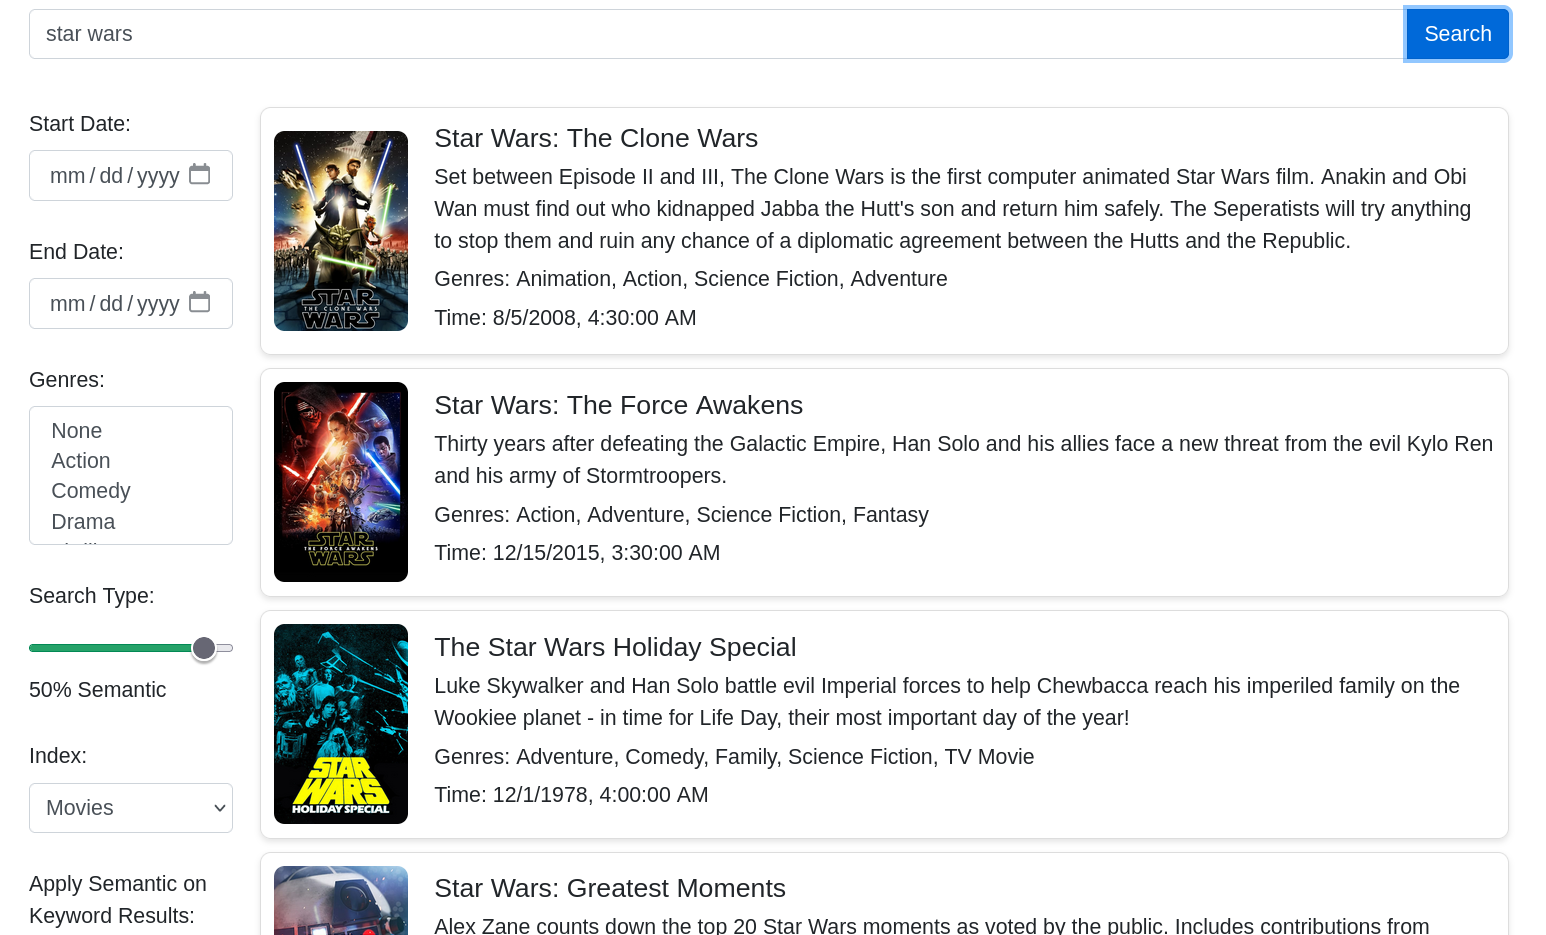 star wars
Search
Start Date:
mm / dd / yyyy
End Date:
mm / dd / yyyy
Genres:
None
Action
Comedy
Drama
Search Type:
50% Semantic
Index:
Movies
Apply Semantic on
Keyword Results:
STAR
THE CLONE WARS
WARS
Star Wars: The Clone Wars
Set between Episode II and III, The Clone Wars is the first computer animated Star Wars film. Anakin and Obi
Wan must find out who kidnapped Jabba the Hutt's son and return him safely. The Seperatists will try anything
to stop them and ruin any chance of a diplomatic agreement between the Hutts and the Republic.
Genres: Animation, Action, Science Fiction, Adventure
Time: 8/5/2008, 4:30:00 AM
STAR
THE FORCE AWAKENS
WARS
Star Wars: The Force Awakens
Thirty years after defeating the Galactic Empire, Han Solo and his allies face a new threat from the evil Kylo Ren
and his army of Stormtroopers.
Genres: Action, Adventure, Science Fiction, Fantasy
Time: 12/15/2015, 3:30:00 AM
STAR
WARS
HOLIDAY SPECIAL
The Star Wars Holiday Special
Luke Skywalker and Han Solo battle evil Imperial forces to help Chewbacca reach his imperiled family on the
Wookiee planet - in time for Life Day, their most important day of the year!
Genres: Adventure, Comedy, Family, Science Fiction, TV Movie
Time: 12/1/1978, 4:00:00 AM
Star Wars: Greatest Moments
Alex Zane counts down the top 20 Star Wars moments as voted by the public. Includes contributions from